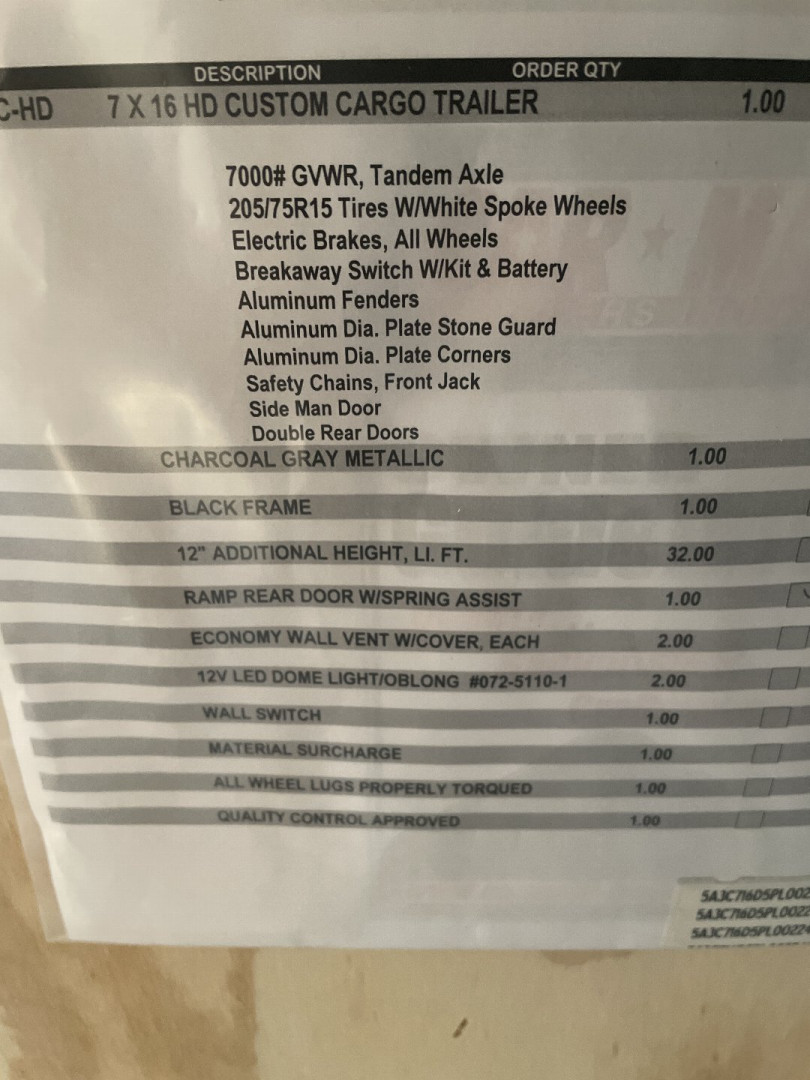 DESCRIPTION ORDER QTY
C-HD 7 X 16 HD CUSTOM CARGO TRAILER 1.00
7000# GVWR, Tandem Axle
205/75R15 Tires W/White Spoke Wheels
Electric Brakes, All Wheels
Breakaway Switch W/Kit & Battery
Aluminum Fenders
Aluminum Dia. Plate Stone Guard
Aluminum Dia. Plate Corners
Safety Chains, Front Jack
Side Man Door
Double Rear Doors
CHARCOAL GRAY METALLIC 1.00
BLACK FRAME 1.00
12" ADDITIONAL HEIGHT, LI. FT. 32.00
RAMP REAR DOOR W/SPRING ASSIST 1.00
ECONOMY WALL VENT W/COVER, EACH 2.00
12V LED DOME LIGHT/OBLONG #072-5110-1 2.00
WALL SWITCH 1.00
MATERIAL SURCHARGE 1.00
ALL WHEEL LUGS PROPERLY TORQUED 1.00
QUALITY CONTROL APPROVED 1.00
5A3C716D5PL002
5A3C716D5PL0022
5A3C716D5PL00224